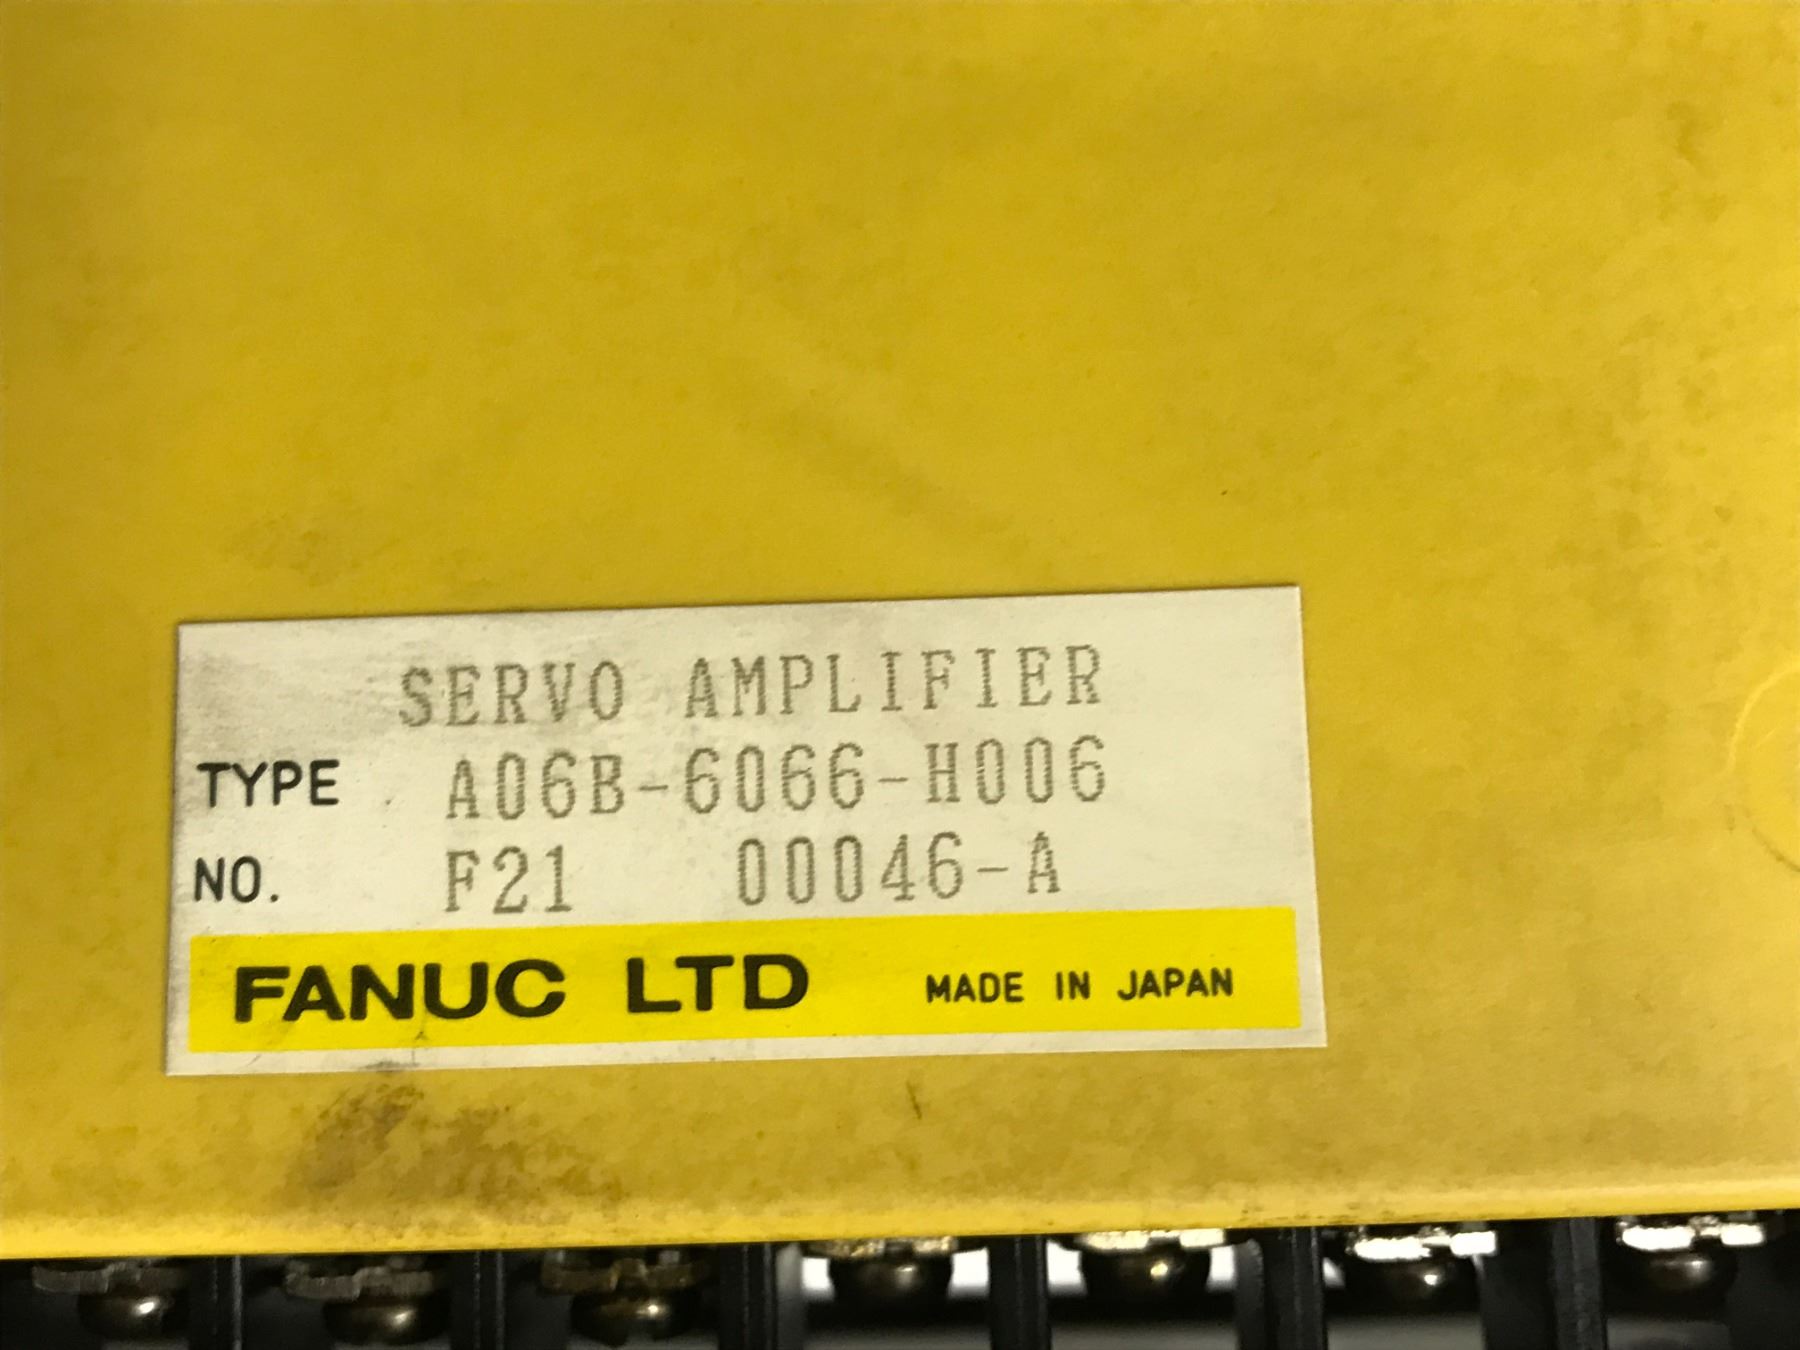 SERVO AMPLIFIER
TYPE A06B-6066-H006
NO. F21 00046-A
FANUC LTD MADE IN JAPAN